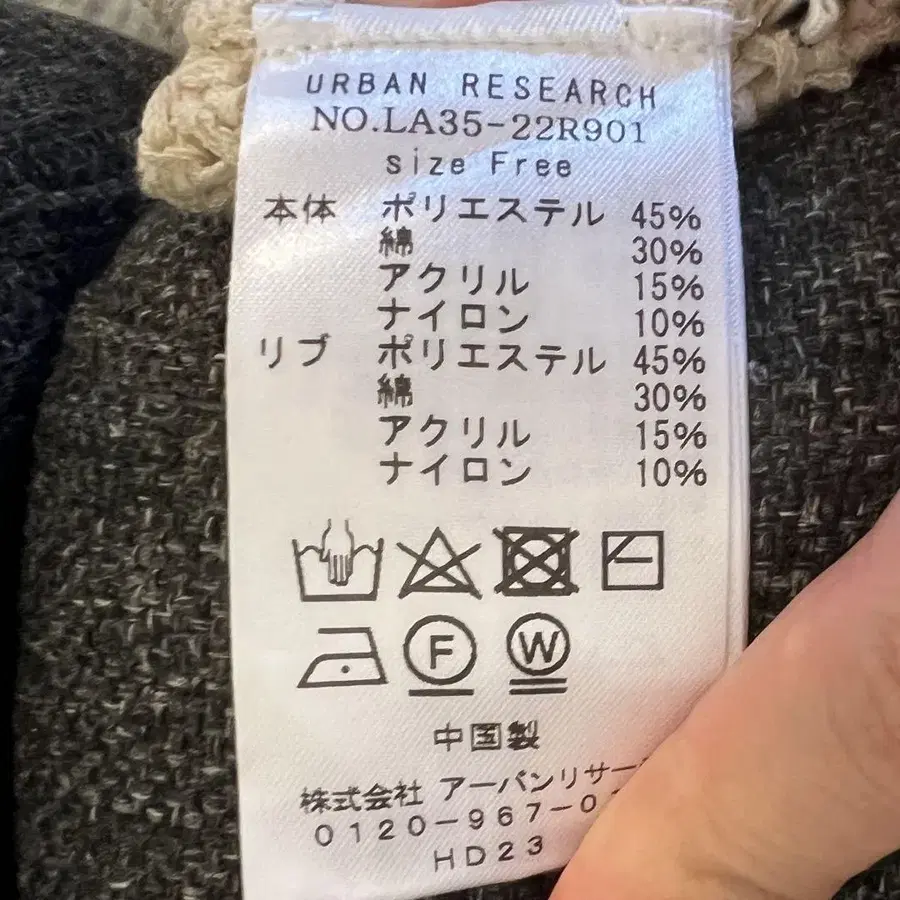 URBAN RESEARCH
NO.LA35-22R901
size Free
本体 ポリエステル 45%
綿 30%
アクリル 15%
ナイロン 10%
リブ ポリエステル 45%
綿 30%
アクリル 15%
ナイロン 10%
F W
中国製
株式会社 アーバンリサー
0120-967-0
HD23